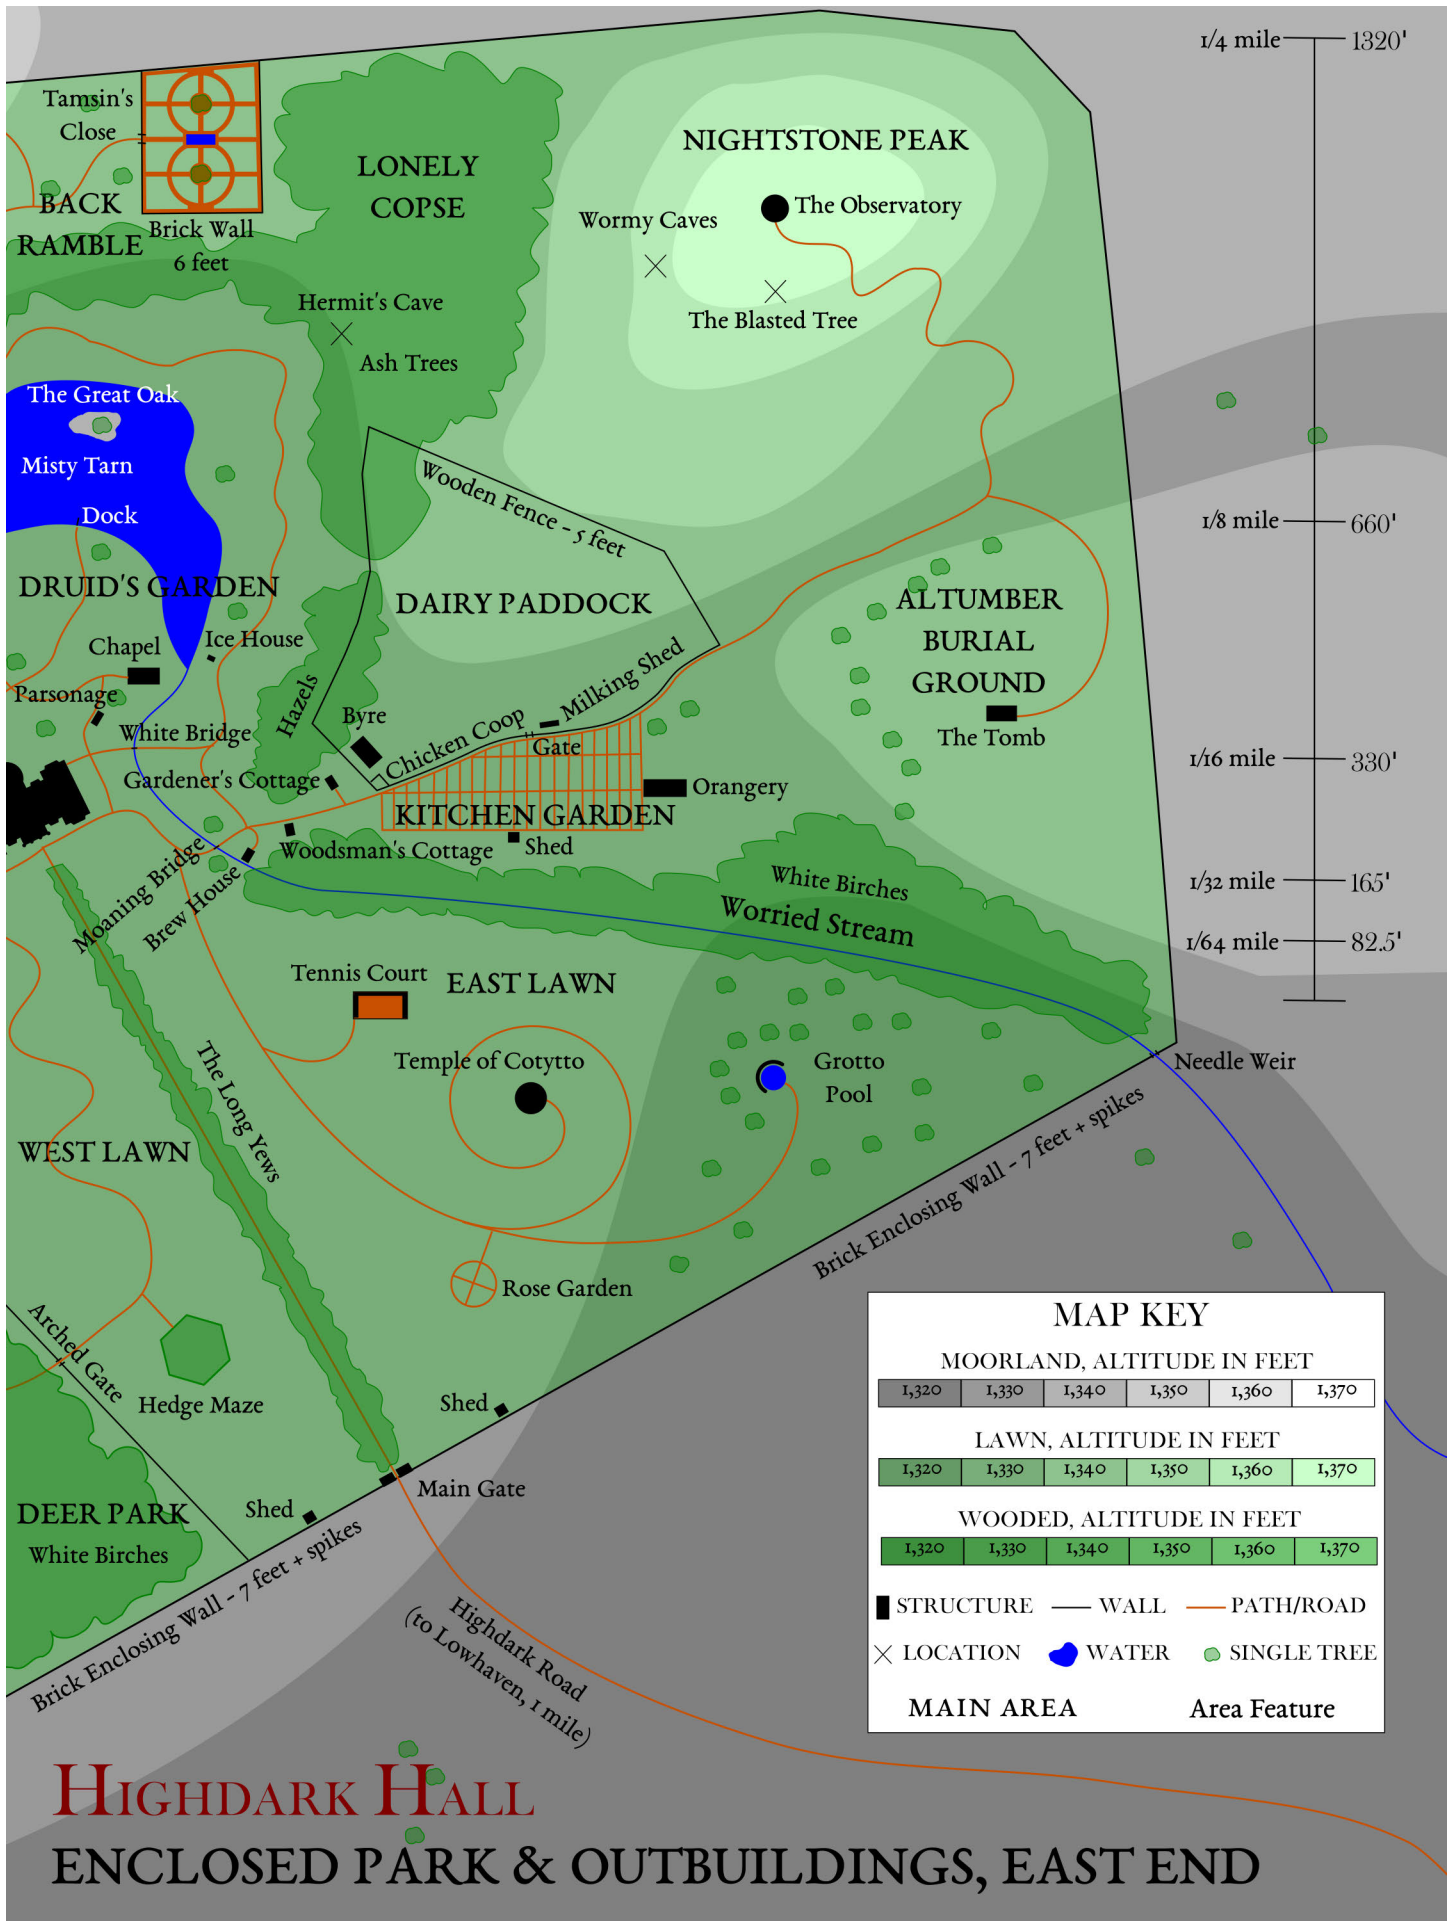 1/4 mile 1320'
Tamsin's
Close
NIGHTSTONE PEAK
LONELY
COPSE
BACK
RAMBLE
Brick Wall
6 feet
Wormy Caves
The Observatory
Hermit's Cave
The Blasted Tree
Ash Trees
The Great Oak
Misty Tarn
Dock
Wooden Fence - 5 feet
1/8 mile 660'
DRUID'S GARDEN
DAIRY PADDOCK
ALTUMBER
BURIAL
GROUND
Chapel
Ice House
Parsonage
Hazels
Byre
Chicken Coop
Milking Shed
White Bridge
Gate
The Tomb
1/16 mile 330'
Gardener's Cottage
Orangery
KITCHEN GARDEN
Woodsman's Cottage
Shed
Moaning Bridge
Brew House
White Birches
Worried Stream
1/32 mile 165'
1/64 mile 82.5'
Tennis Court
EAST LAWN
Temple of Cotytto
Grotto
Pool
Needle Weir
The Long Yews
WEST LAWN
Brick Enclosing Wall - 7 feet + spikes
Rose Garden
Arched Gate
Hedge Maze
Shed
Main Gate
DEER PARK
White Birches
Shed
Brick Enclosing Wall - 7 feet + spikes
Highdark Road
(to Lowhaven, 1 mile)
MAP KEY
MOORLAND, ALTITUDE IN FEET
1,320 1,330 1,340 1,350 1,360 1,370
LAWN, ALTITUDE IN FEET
1,320 1,330 1,340 1,350 1,360 1,370
WOODED, ALTITUDE IN FEET
1,320 1,330 1,340 1,350 1,360 1,370
STRUCTURE WALL PATH/ROAD
LOCATION WATER SINGLE TREE
MAIN AREA Area Feature
HIGHDARK HALL
ENCLOSED PARK & OUTBUILDINGS, EAST END